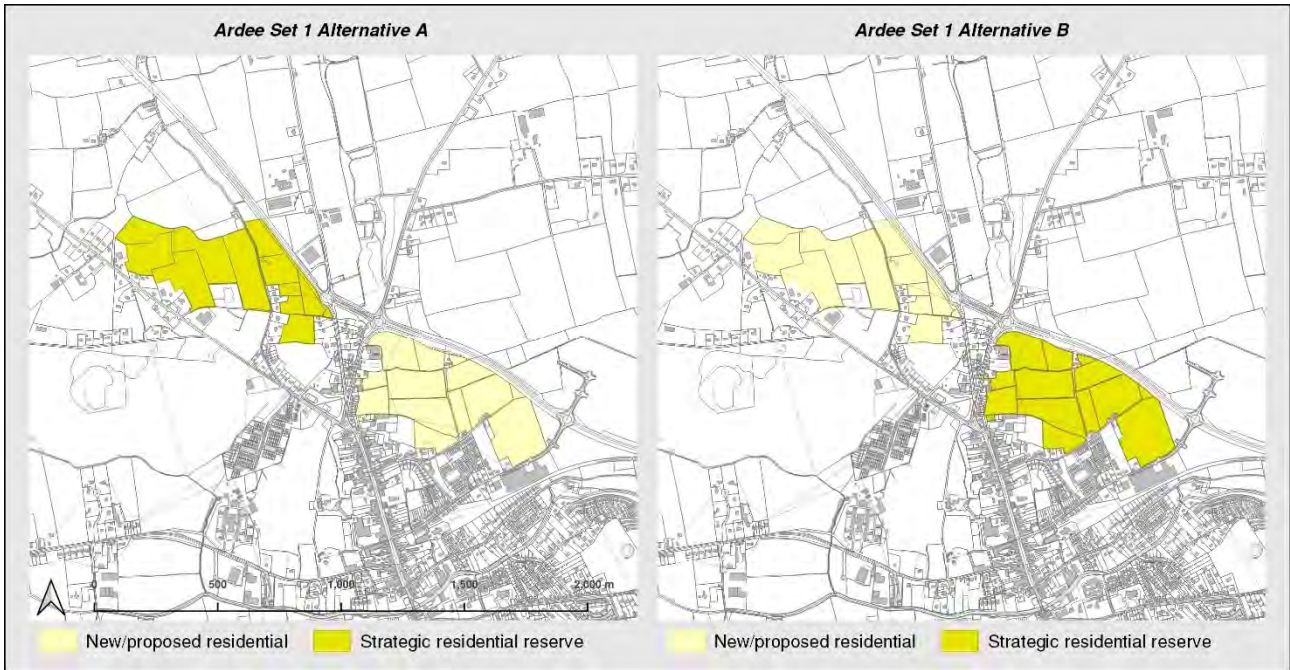 Ardee Set 1 Alternative A
Ardee Set 1 Alternative B
0 500 1,000 1,500 2,000 m
New/proposed residential Strategic residential reserve
New/proposed residential Strategic residential reserve